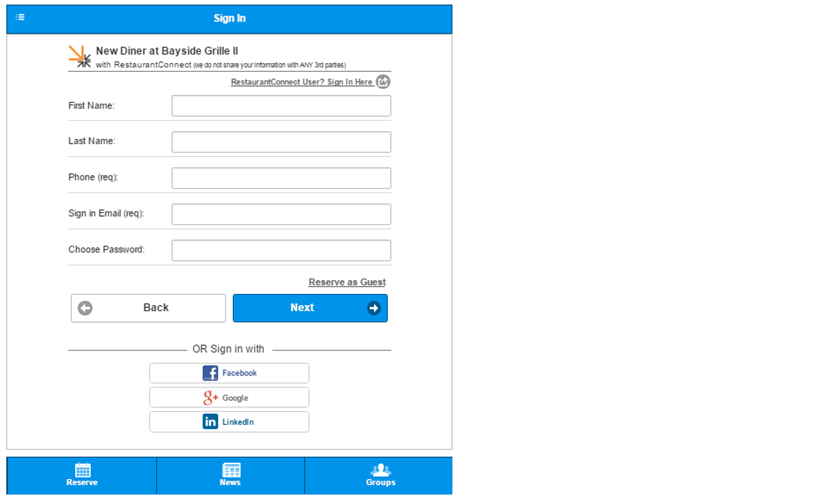 Sign In
New Diner at Bayside Grille II
with RestaurantConnect (we do not share your information with ANY 3rd parties)
RestaurantConnect User? Sign In Here
First Name:
Last Name:
Phone (req):
Sign in Email (req):
Choose Password:
Reserve as Guest
Back Next
OR Sign in with
Facebook
Google
LinkedIn
Reserve News Groups